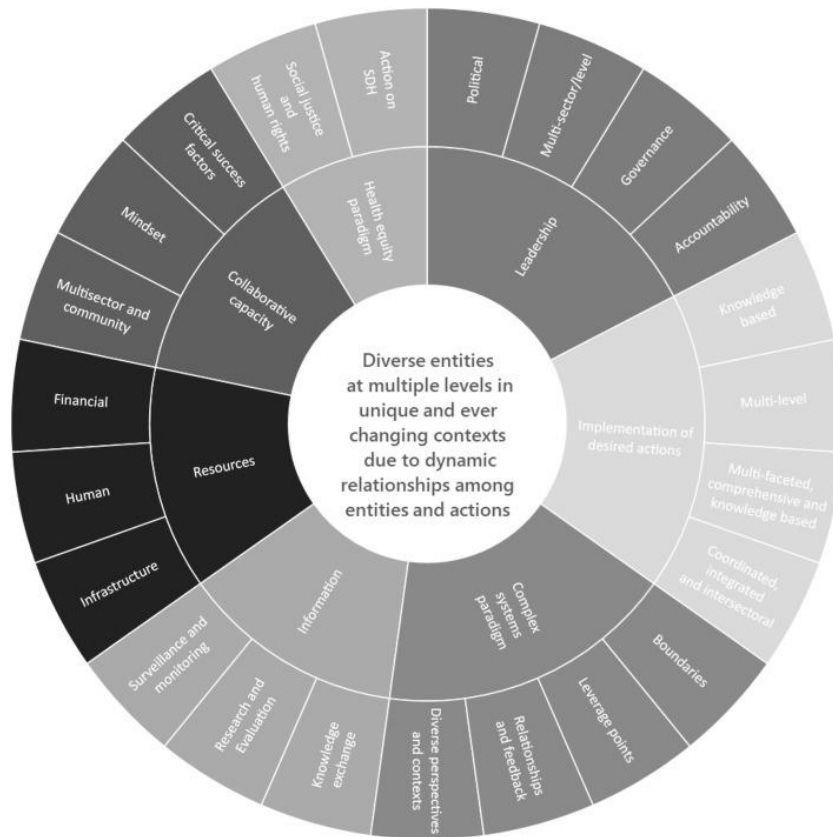 Diverse entities
at multiple levels in
unique and ever
changing contexts
due to dynamic
relationships among
entities and actions
Leadership
Political
Multi-sector/level
Governance
Accountability
Implementation of
desired actions
Knowledge
based
Multi-level
Multi-faceted,
comprehensive and
knowledge based
Coordinated,
integrated
and intersectoral
Complex
systems
paradigm
Boundaries
Leverage points
Relationships
and feedback
Diverse perspectives
and contexts
Information
Knowledge
exchange
Research and
Evaluation
Surveillance and
monitoring
Resources
Infrastructure
Human
Financial
Collaborative
capacity
Multisector and
community
Mindset
Critical success
factors
Health equity
paradigm
Social justice
and
human rights
Action on
SDH